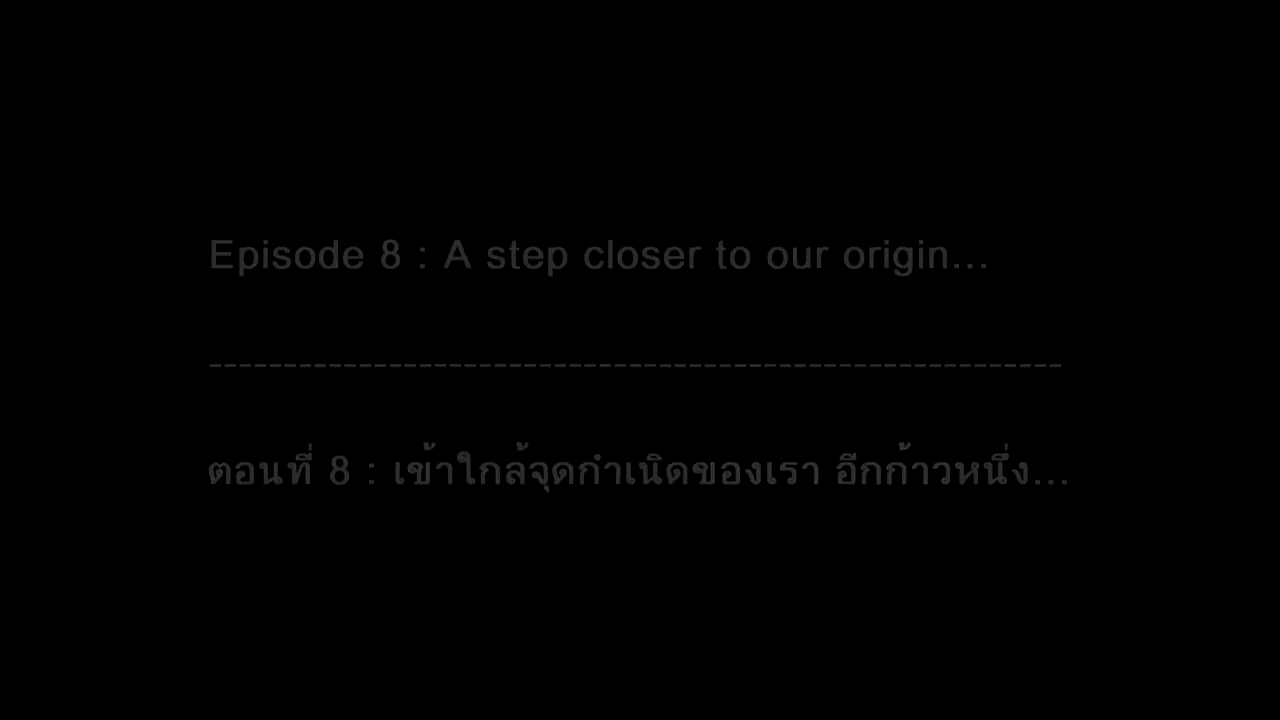 Episode 8 : A step closer to our origin...
---------------------------------------------------------
ตอนที่ 8 : เข้าใกล้จุดกำเนิดของเรา อีกก้าวหนึ่ง...